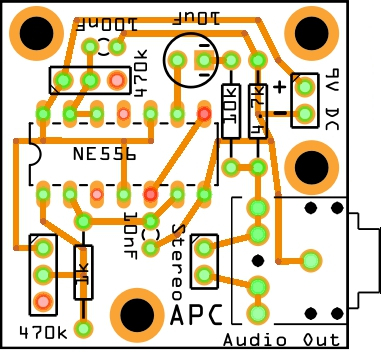 100nF
10uF
470k
10k
4.7k
+
9V DC
NE556
10nF
Stereo
1k
APC
470k
Audio Out